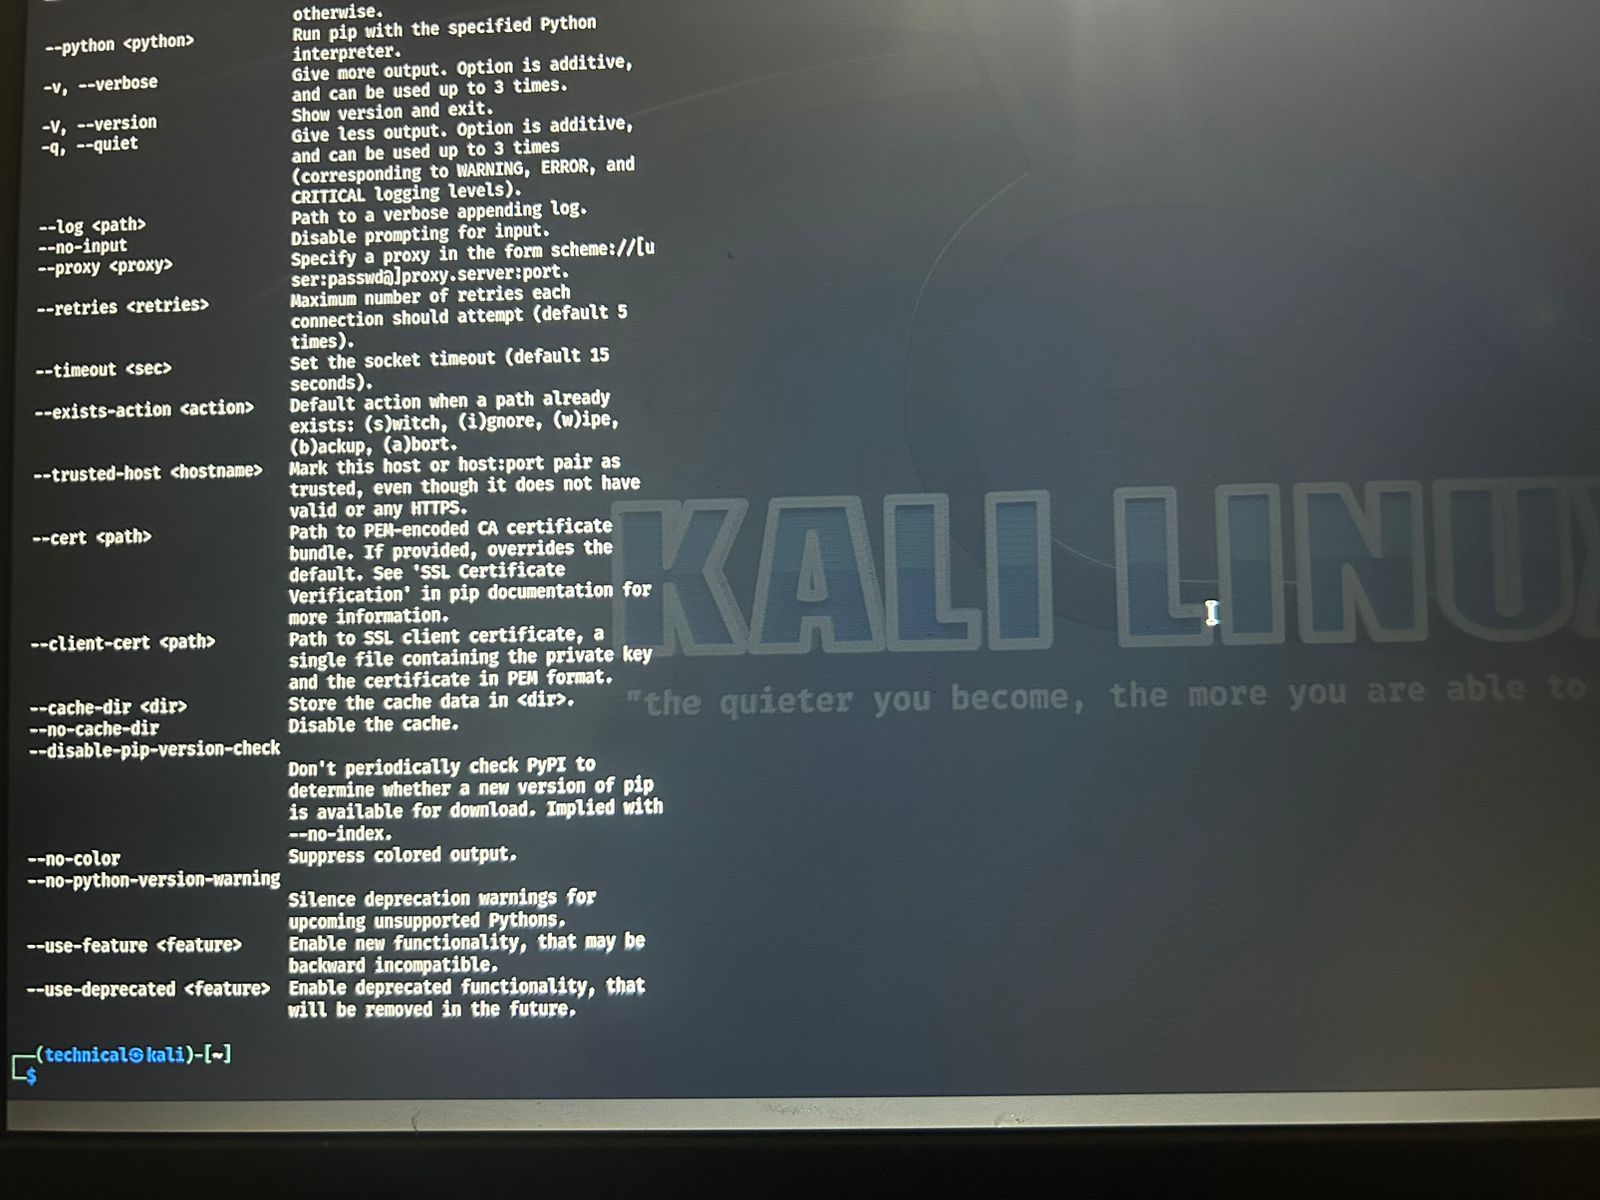 otherwise.
--python <python> Run pip with the specified Python
interpreter.
-v, --verbose Give more output. Option is additive,
and can be used up to 3 times.
-V, --version Show version and exit.
-q, --quiet Give less output. Option is additive,
and can be used up to 3 times
(corresponding to WARNING, ERROR, and
CRITICAL logging levels).
--log <path> Path to a verbose appending log.
--no-input Disable prompting for input.
--proxy <proxy> Specify a proxy in the form scheme://[u
ser:passwd@]proxy.server:port.
--retries <retries> Maximum number of retries each
connection should attempt (default 5
times).
--timeout <sec> Set the socket timeout (default 15
seconds).
--exists-action <action> Default action when a path already
exists: (s)witch, (i)gnore, (w)ipe,
(b)ackup, (a)bort.
--trusted-host <hostname> Mark this host or host:port pair as
trusted, even though it does not have
valid or any HTTPS.
--cert <path> Path to PEM-encoded CA certificate
bundle. If provided, overrides the
default. See 'SSL Certificate
Verification' in pip documentation for
more information.
--client-cert <path> Path to SSL client certificate, a
single file containing the private key
and the certificate in PEM format.
--cache-dir <dir> Store the cache data in <dir>.
--no-cache-dir Disable the cache.
--disable-pip-version-check
Don't periodically check PyPI to
determine whether a new version of pip
is available for download. Implied with
--no-index.
--no-color Suppress colored output.
--no-python-version-warning
Silence deprecation warnings for
upcoming unsupported Pythons.
--use-feature <feature> Enable new functionality, that may be
backward incompatible.
--use-deprecated <feature> Enable deprecated functionality, that
will be removed in the future.
┌──(technical㉿kali)-[~]
└─$
KALI LINUX
"the quieter you become, the more you are able to